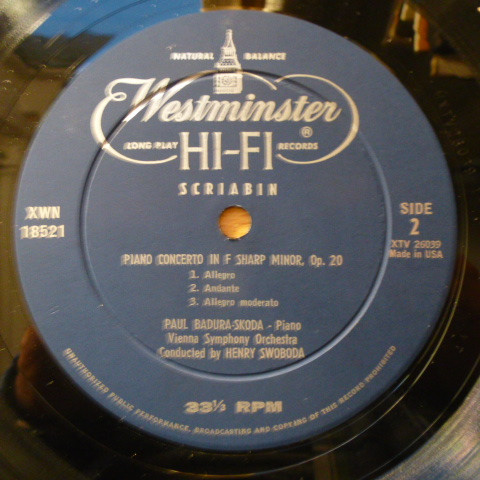 NATURAL BALANCE
Westminster
®
LONG PLAY RECORDS
HI-FI
SCRIABIN
XWN
18521
SIDE
2
XTV 26039
Made in USA
PIANO CONCERTO IN F SHARP MINOR, Op. 20
1. Allegro
2. Andante
3. Allegro moderato
PAUL BADURA-SKODA - Piano
Vienna Symphony Orchestra
Conducted by HENRY SWOBODA
33⅓ RPM
UNAUTHORISED PUBLIC PERFORMANCE, BROADCASTING AND COPYING OF THIS RECORD PROHIBITED